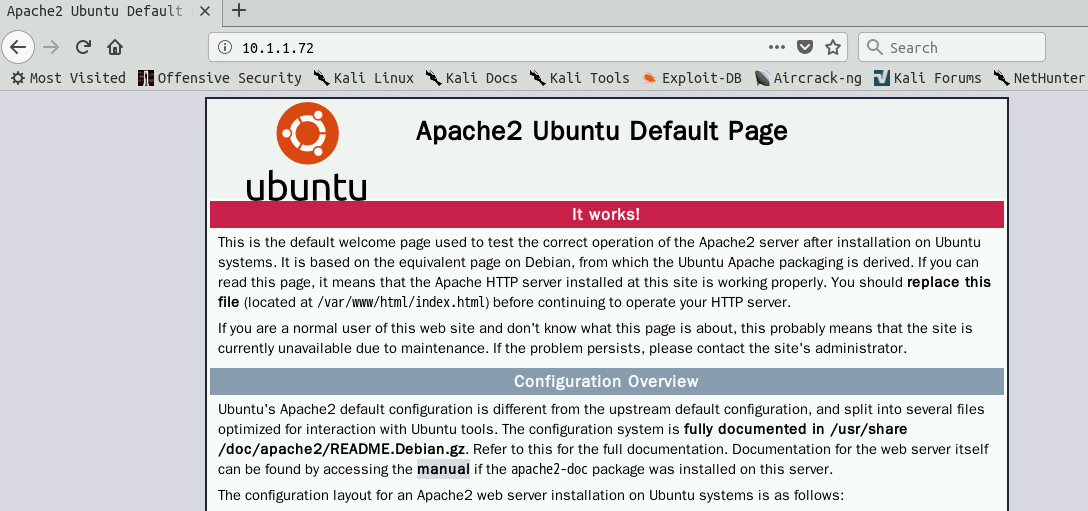 Apache2 Ubuntu Default
10.1.1.72
Search
Most Visited Offensive Security Kali Linux Kali Docs Kali Tools Exploit-DB Aircrack-ng Kali Forums NetHunter
Apache2 Ubuntu Default Page
ubuntu
It works!
This is the default welcome page used to test the correct operation of the Apache2 server after installation on Ubuntu
systems. It is based on the equivalent page on Debian, from which the Ubuntu Apache packaging is derived. If you can
read this page, it means that the Apache HTTP server installed at this site is working properly. You should replace this
file (located at /var/www/html/index.html) before continuing to operate your HTTP server.
If you are a normal user of this web site and don't know what this page is about, this probably means that the site is
currently unavailable due to maintenance. If the problem persists, please contact the site's administrator.
Configuration Overview
Ubuntu's Apache2 default configuration is different from the upstream default configuration, and split into several files
optimized for interaction with Ubuntu tools. The configuration system is fully documented in /usr/share
/doc/apache2/README.Debian.gz. Refer to this for the full documentation. Documentation for the web server itself
can be found by accessing the manual if the apache2-doc package was installed on this server.
The configuration layout for an Apache2 web server installation on Ubuntu systems is as follows: